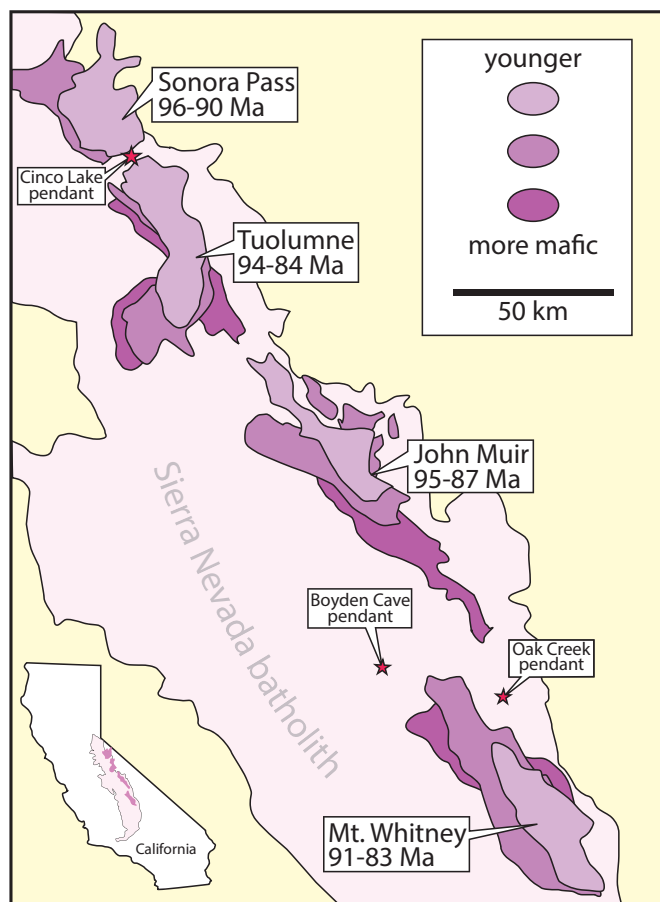 Sonora Pass
96-90 Ma
younger
more mafic
50 km
Cinco Lake
pendant
Tuolumne
94-84 Ma
John Muir
95-87 Ma
Sierra Nevada batholith
Boyden Cave
pendant
Oak Creek
pendant
Mt. Whitney
91-83 Ma
California